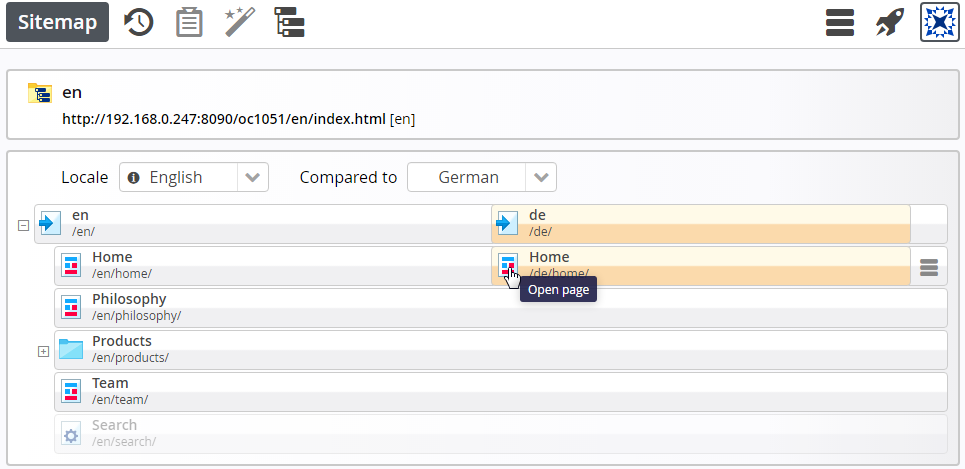 Sitemap
en
http://192.168.0.247:8090/oc1051/en/index.html [en]
Locale English Compared to German
en de
/en/ /de/
Home Home
/en/home/ /de/home/
Open page
Philosophy
/en/philosophy/
Products
/en/products/
Team
/en/team/
Search
/en/search/